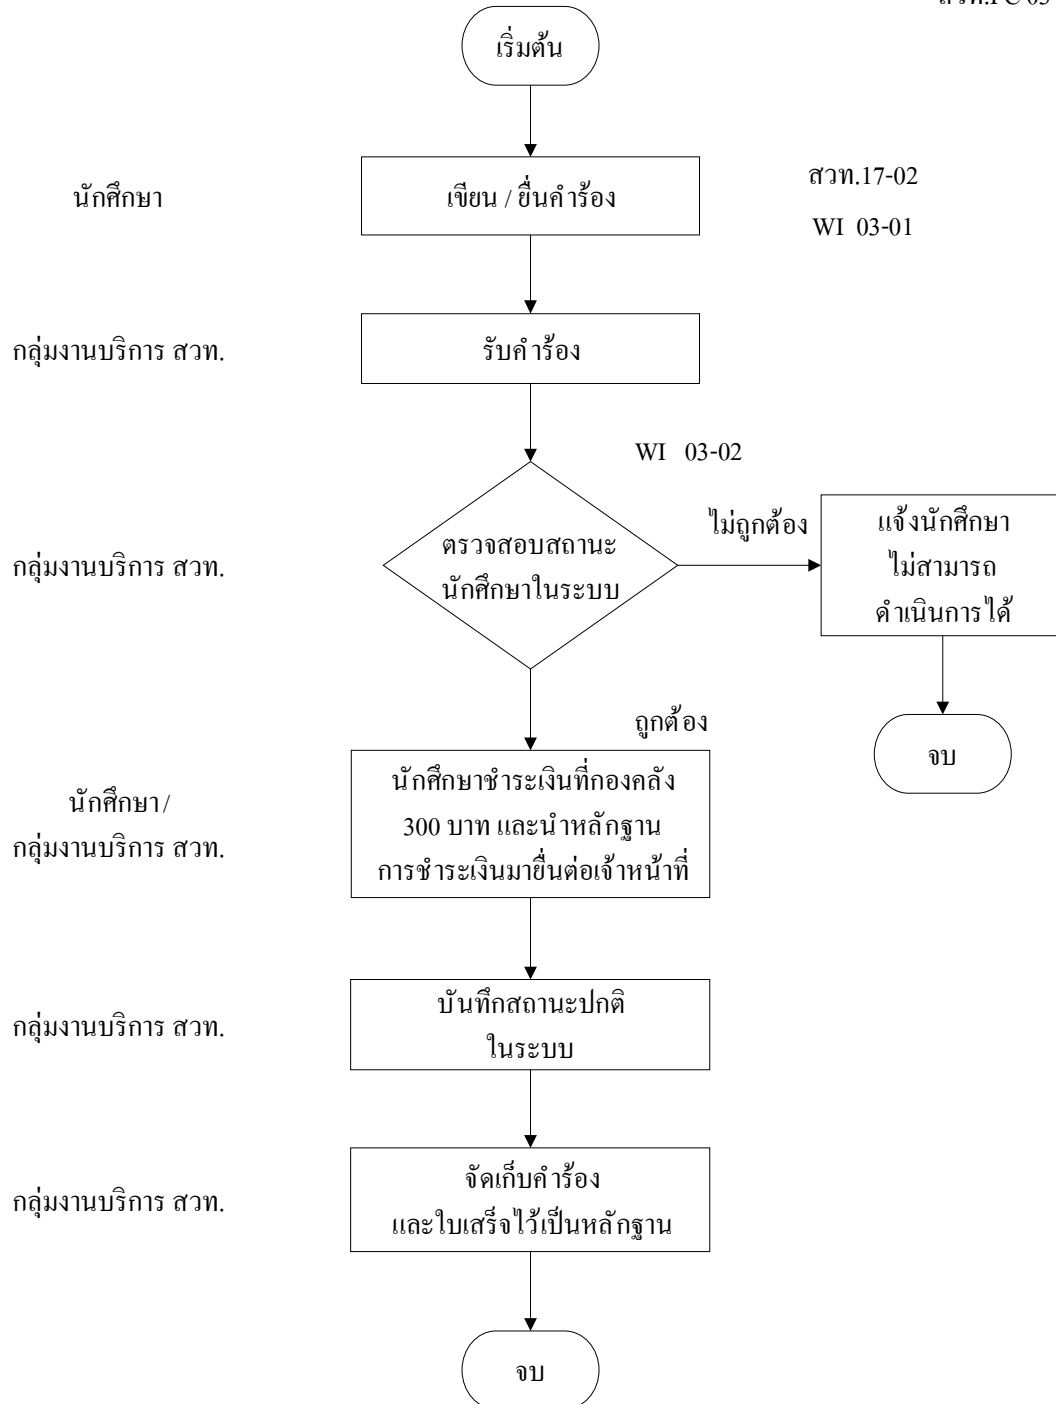 เริ่มต้น
นักศึกษา
เขียน / ยื่นคำร้อง
สวท.17-02
WI 03-01
กลุ่มงานบริการ สวท.
รับคำร้อง
WI 03-02
กลุ่มงานบริการ สวท.
ตรวจสอบสถานะ
นักศึกษาในระบบ
ไม่ถูกต้อง
แจ้งนักศึกษา
ไม่สามารถ
ดำเนินการได้
จบ
ถูกต้อง
นักศึกษา/
กลุ่มงานบริการ สวท.
นักศึกษาชำระเงินที่กองคลัง
300 บาท และนำหลักฐาน
การชำระเงินมายื่นต่อเจ้าหน้าที่
กลุ่มงานบริการ สวท.
บันทึกสถานะปกติ
ในระบบ
กลุ่มงานบริการ สวท.
จัดเก็บคำร้อง
และใบเสร็จไว้เป็นหลักฐาน
จบ